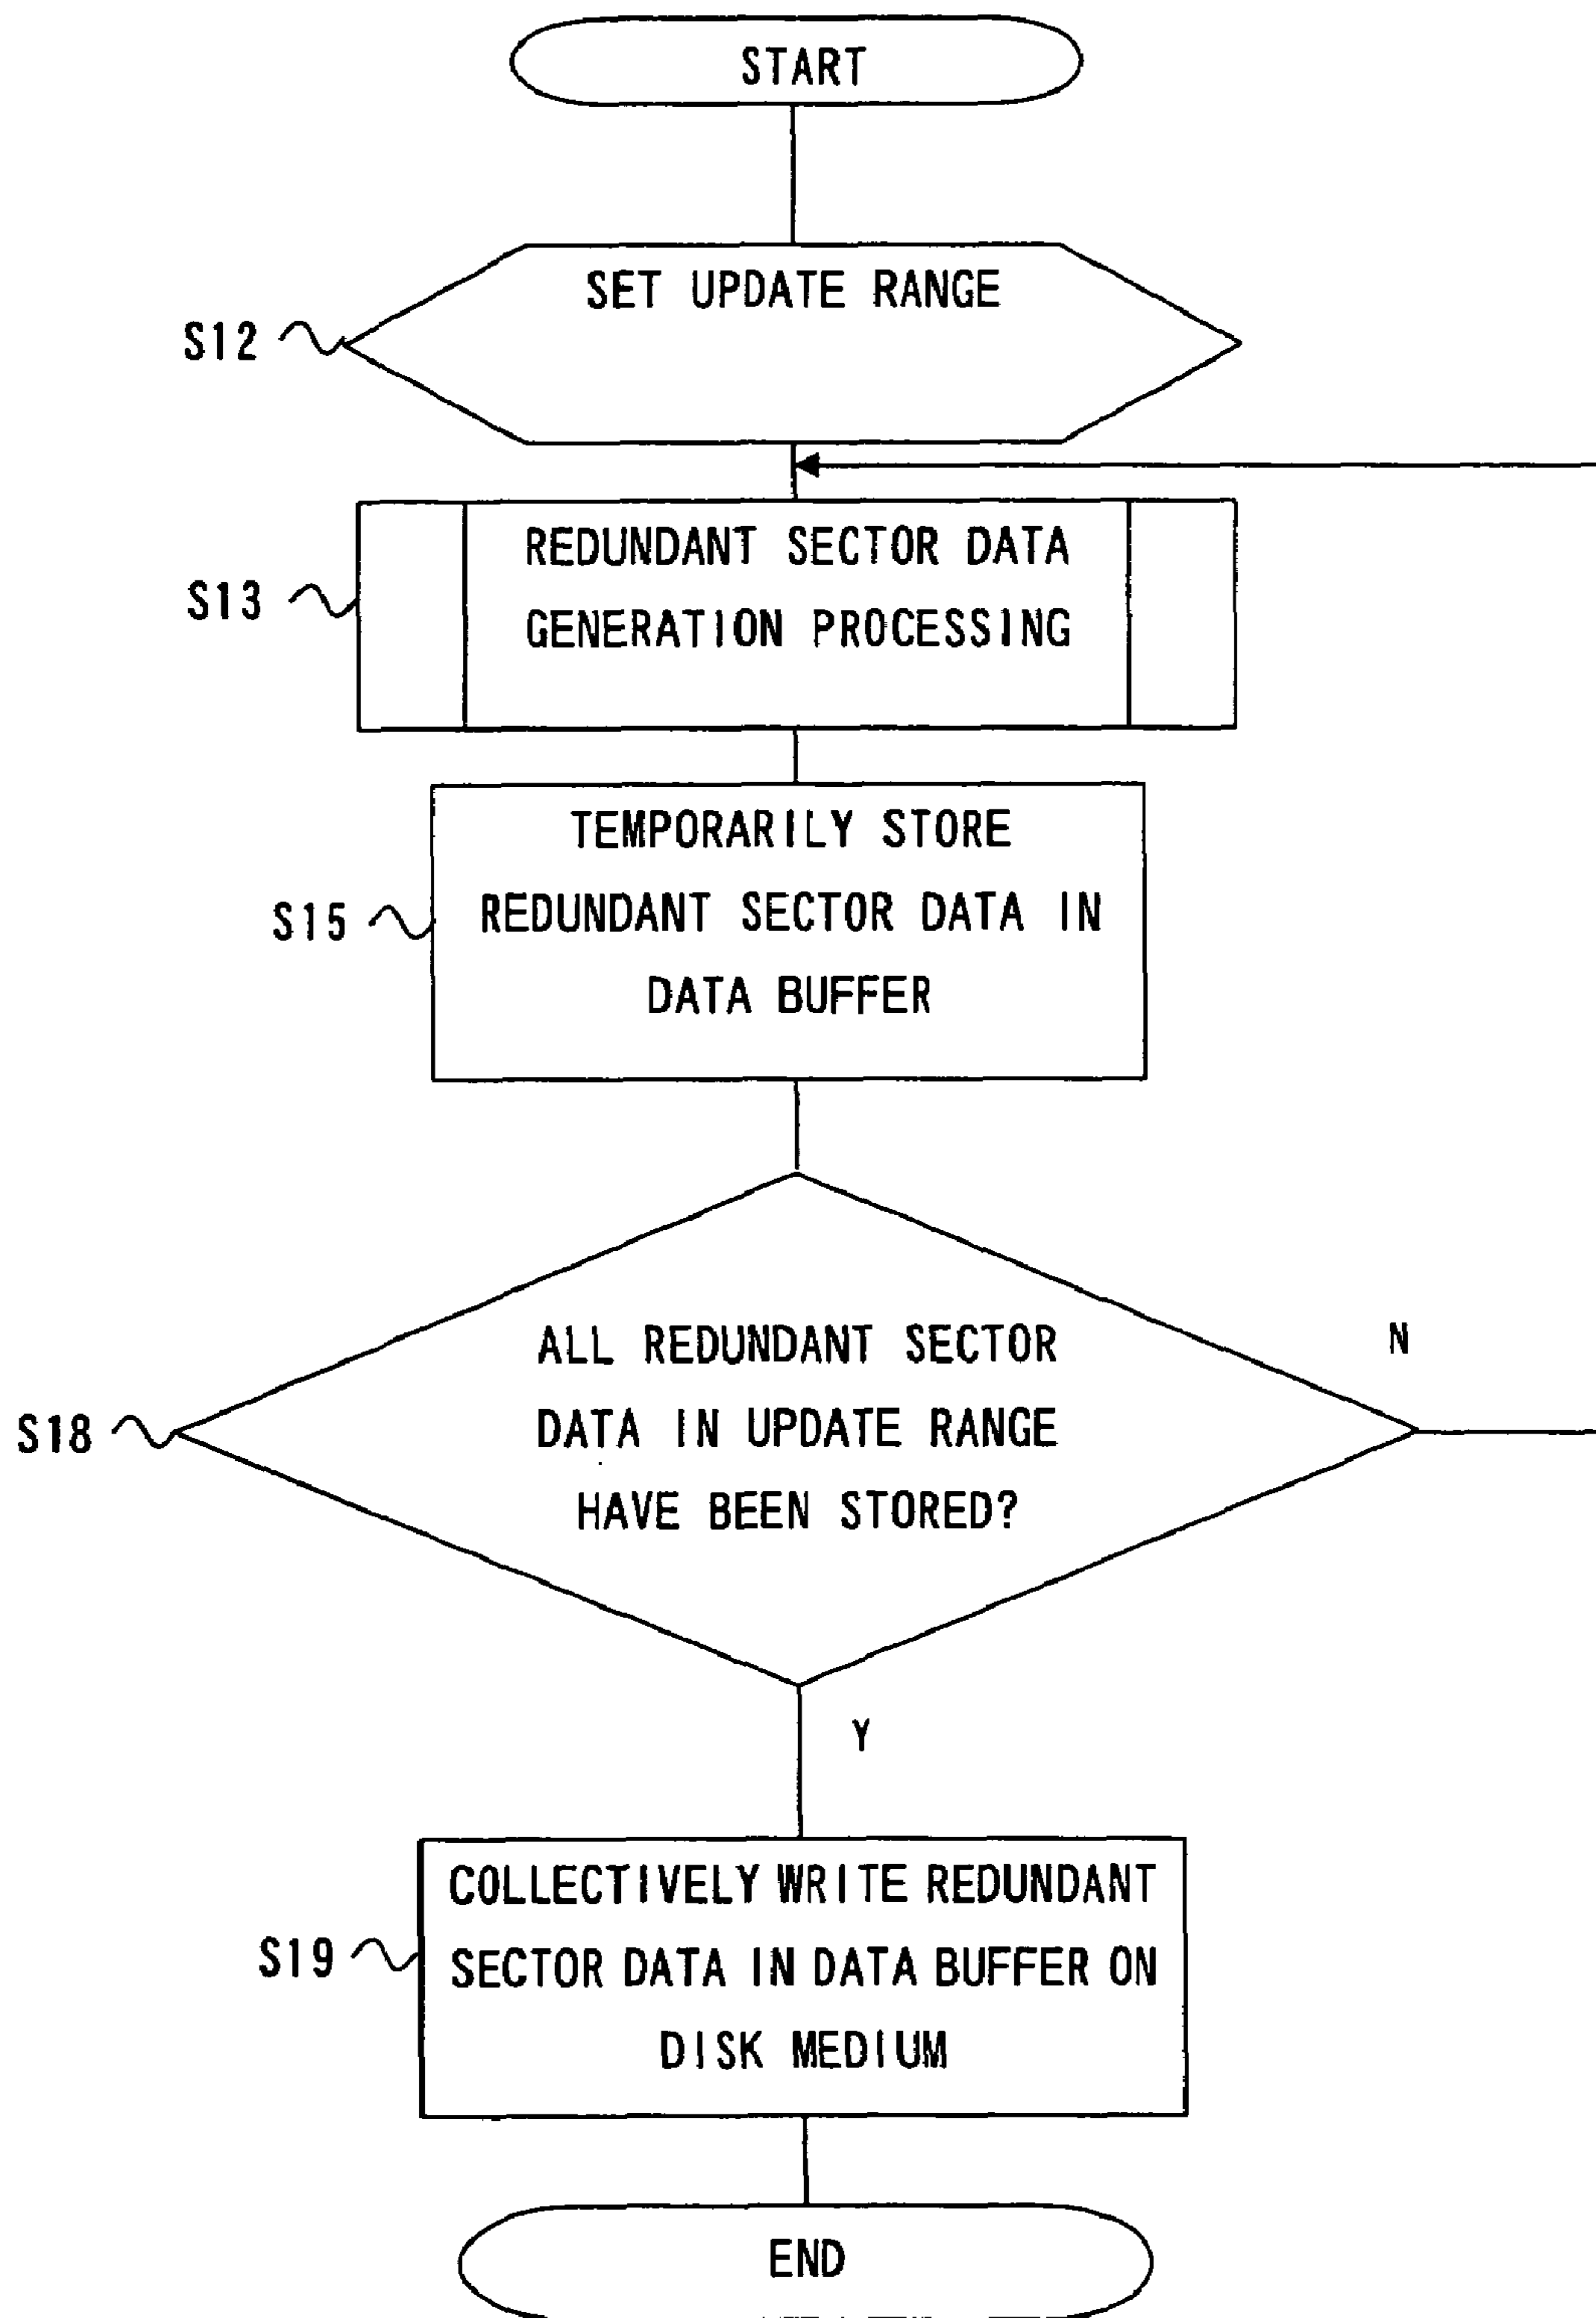 START
SET UPDATE RANGE
S12
REDUNDANT SECTOR DATA
S13
GENERATION PROCESSING
TEMPORARILY STORE
S15
REDUNDANT SECTOR DATA IN
DATA BUFFER
ALL REDUNDANT SECTOR
N
S18
DATA IN UPDATE RANGE
HAVE BEEN STORED?
Y
COLLECTIVELY WRITE REDUNDANT
S19
SECTOR DATA IN DATA BUFFER ON
DISK MEDIUM
END